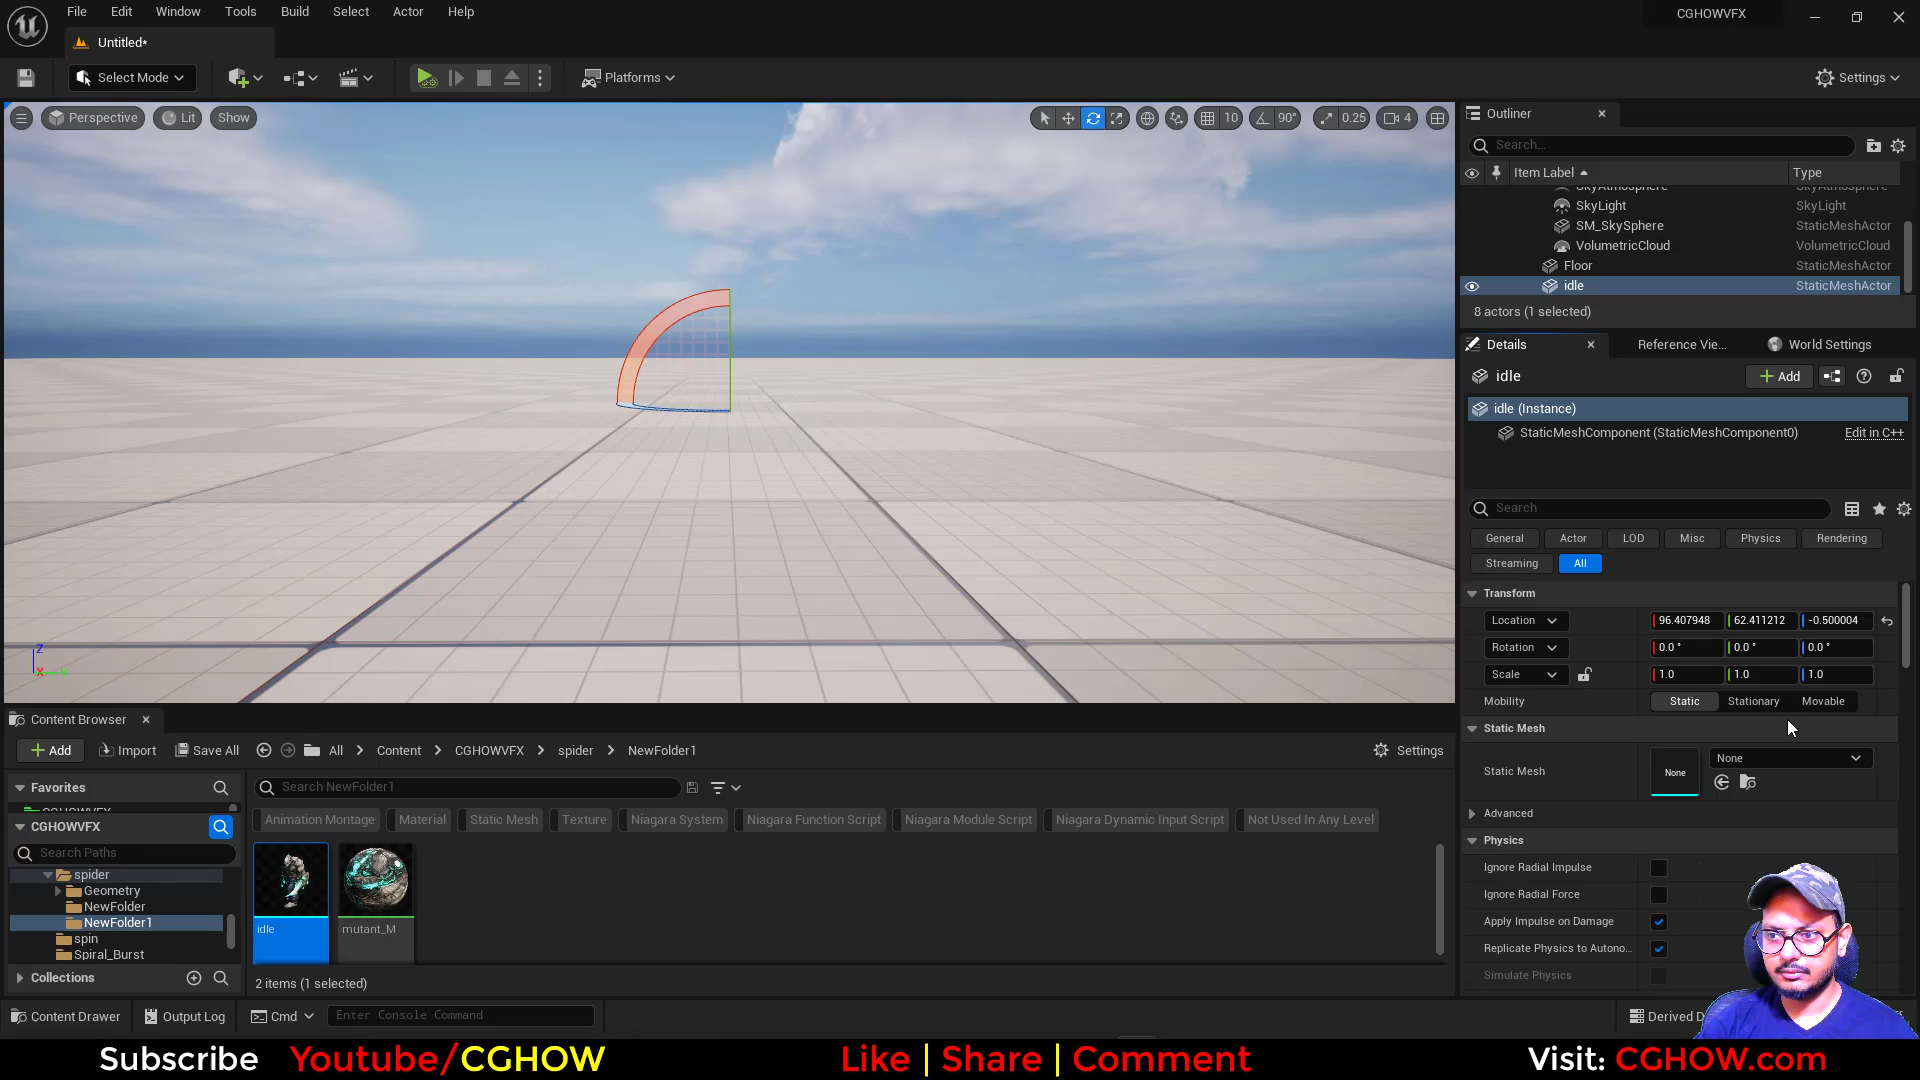 File Edit Window Tools Build Select Actor Help
CGHOWVFX
Untitled*
Select Mode
Platforms
Settings
Perspective
Lit
Show
10
90°
0.25
4
Outliner
Search...
Item Label
Type
SkyAtmosphere SkyAtmosphere
SkyLight SkyLight
SM_SkySphere StaticMeshActor
VolumetricCloud VolumetricCloud
Floor StaticMeshActor
idle StaticMeshActor
8 actors (1 selected)
Details
Reference Vie...
World Settings
idle
Add
idle (Instance)
StaticMeshComponent (StaticMeshComponent0) Edit in C++
Search
General Actor LOD Misc Physics Rendering
Streaming All
Transform
Location 96.407948 62.411212 -0.500004
Rotation 0.0 ° 0.0 ° 0.0 °
Scale 1.0 1.0 1.0
Mobility Static Stationary Movable
Static Mesh
Static Mesh None None
Advanced
Physics
Ignore Radial Impulse
Ignore Radial Force
Apply Impulse on Damage
Replicate Physics to Autono...
Simulate Physics
Z
X
Y
Content Browser
Add Import Save All All Content CGHOWVFX spider NewFolder1 Settings
Favorites
Search NewFolder1
CGHOWVFX
CGHOWVFX
Search Paths
Animation Montage Material Static Mesh Texture Niagara System Niagara Function Script Niagara Module Script Niagara Dynamic Input Script Not Used In Any Level
spider
Geometry
NewFolder
NewFolder1
spin
Spiral_Burst
Collections
idle
mutant_M
2 items (1 selected)
Content Drawer Output Log Cmd Enter Console Command
Derived D
Subscribe Youtube/CGHOW Like | Share | Comment Visit: CGHOW.com